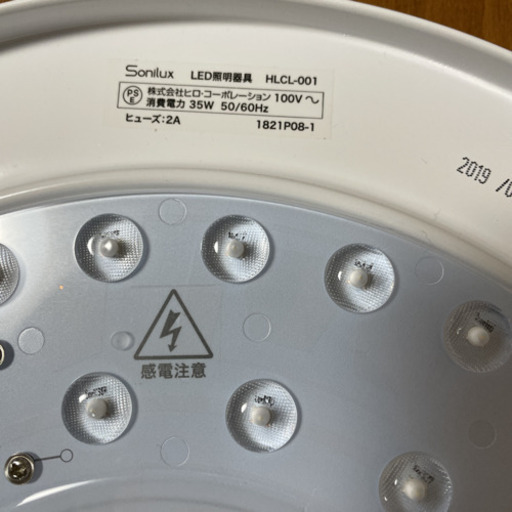 Sonilux LED照明器具 HLCL-001
PS
E
株式会社ヒロ・コーポレーション 100V～
消費電力 35W 50/60Hz
ヒューズ:2A 1821P08-1
2019 /0
感電注意